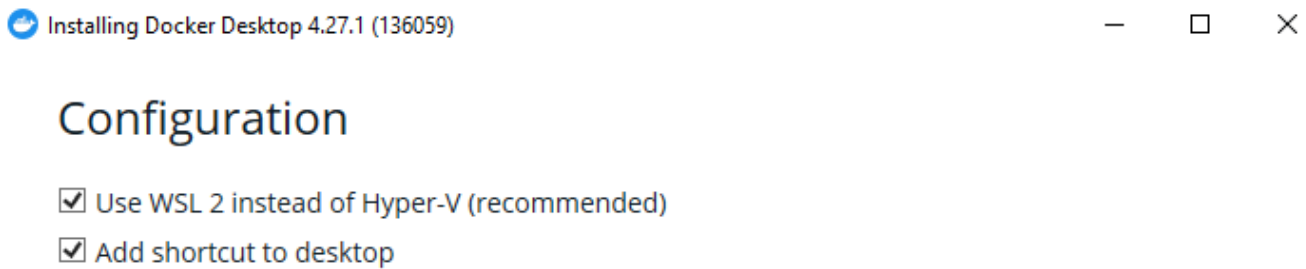 Installing Docker Desktop 4.27.1 (136059)
Configuration
Use WSL 2 instead of Hyper-V (recommended)
Add shortcut to desktop